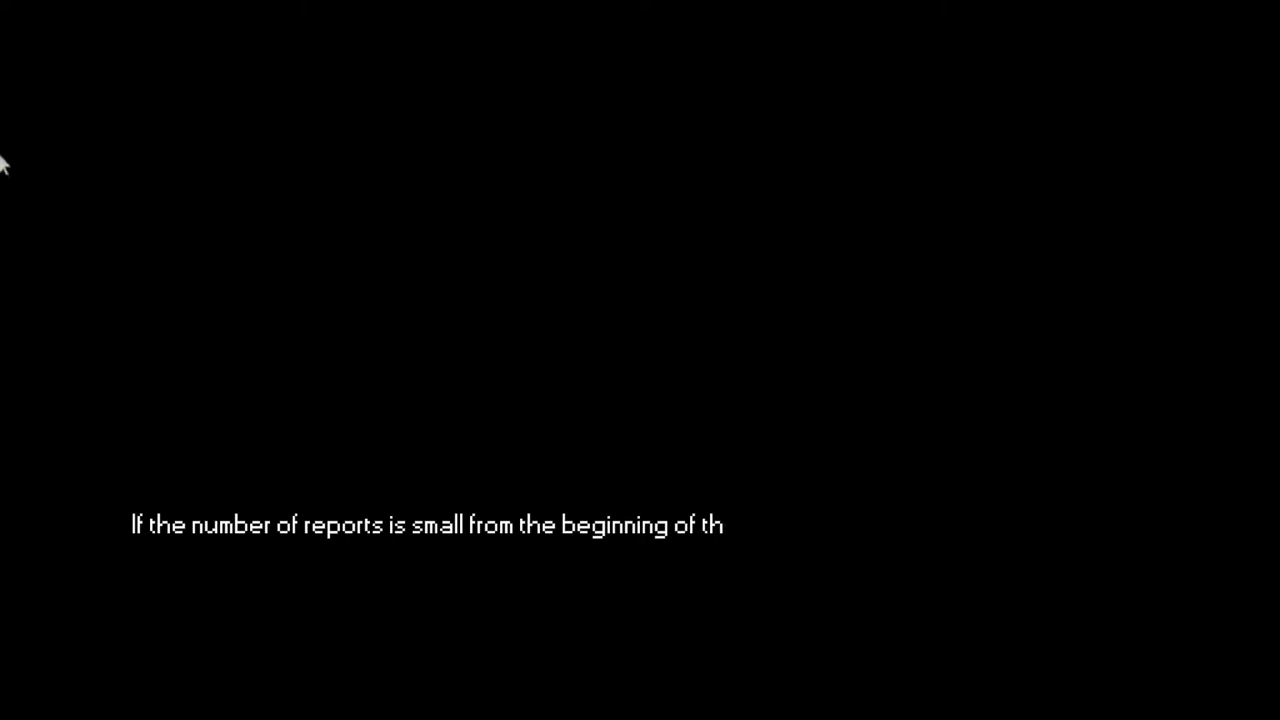 If the number of reports is small from the beginning of th